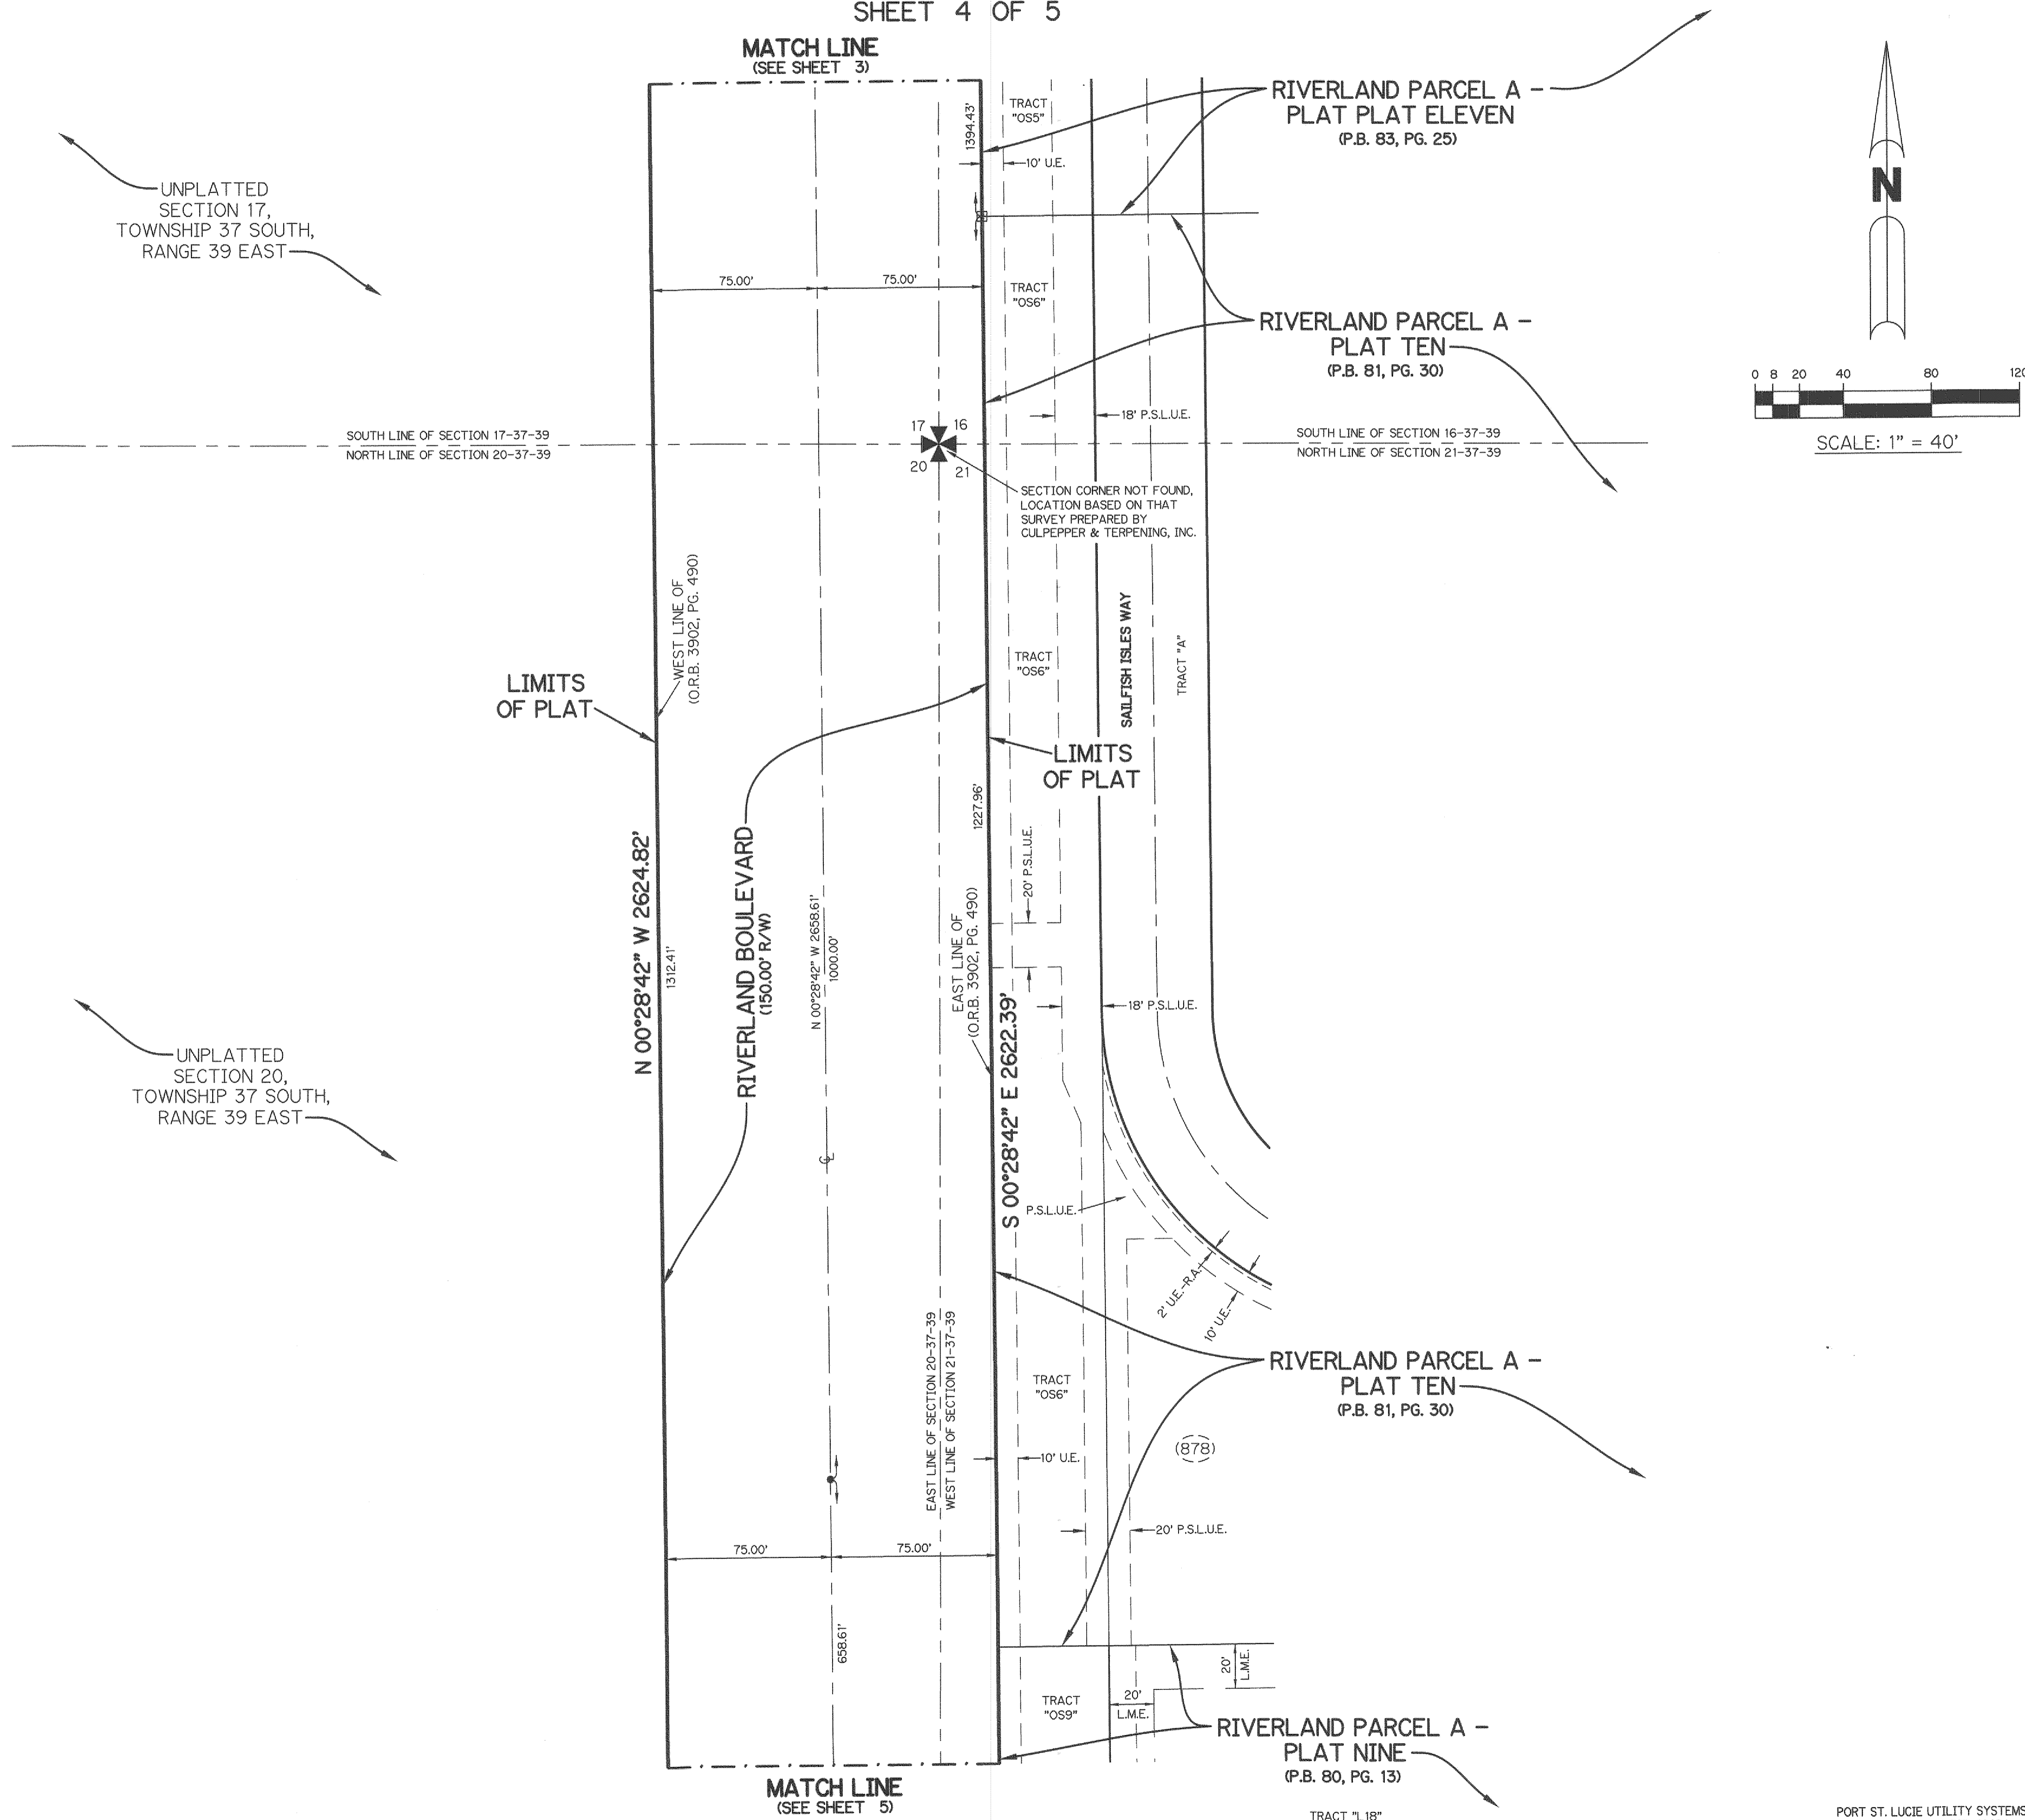 SHEET 4 OF 5
MATCH LINE
(SEE SHEET 3)
1394.43'
TRACT
"OS5"
10' U.E.
RIVERLAND PARCEL A -
PLAT PLAT ELEVEN
(P.B. 83, PG. 25)
N
UNPLATTED
SECTION 17,
TOWNSHIP 37 SOUTH,
RANGE 39 EAST
75.00'
75.00'
TRACT
"OS6"
RIVERLAND PARCEL A -
PLAT TEN
(P.B. 81, PG. 30)
0 8 20 40 80 120
SCALE: 1" = 40'
18' P.S.L.U.E.
SOUTH LINE OF SECTION 17-37-39
NORTH LINE OF SECTION 20-37-39
17 16
20 21
SOUTH LINE OF SECTION 16-37-39
NORTH LINE OF SECTION 21-37-39
SECTION CORNER NOT FOUND,
LOCATION BASED ON THAT
SURVEY PREPARED BY
CULPEPPER & TERPENING, INC.
WEST LINE OF
(O.R.B. 3902, PG. 490)
LIMITS
OF PLAT
TRACT
"OS6"
SAILFISH ISLES WAY
TRACT "A"
LIMITS
OF PLAT
1227.96'
20' P.S.L.U.E.
N 00°28'42" W 2624.82'
1312.41'
RIVERLAND BOULEVARD
(150.00' R/W)
N 00°28'42" W 2658.61'
1000.00'
EAST LINE OF
(O.R.B. 3902, PG. 490)
S 00°28'42" E 2622.39'
18' P.S.L.U.E.
UNPLATTED
SECTION 20,
TOWNSHIP 37 SOUTH,
RANGE 39 EAST
CL
P.S.L.U.E.
2' U.E.-R.A.
10' U.E.
EAST LINE OF SECTION 20-37-39
WEST LINE OF SECTION 21-37-39
RIVERLAND PARCEL A -
PLAT TEN
(P.B. 81, PG. 30)
TRACT
"OS6"
(878)
10' U.E.
20' P.S.L.U.E.
75.00'
75.00'
658.61'
20'
L.M.E.
TRACT
"OS9"
20'
L.M.E.
RIVERLAND PARCEL A -
PLAT NINE
(P.B. 80, PG. 13)
MATCH LINE
(SEE SHEET 5)
TRACT "L18"
PORT ST. LUCIE UTILITY SYSTEMS